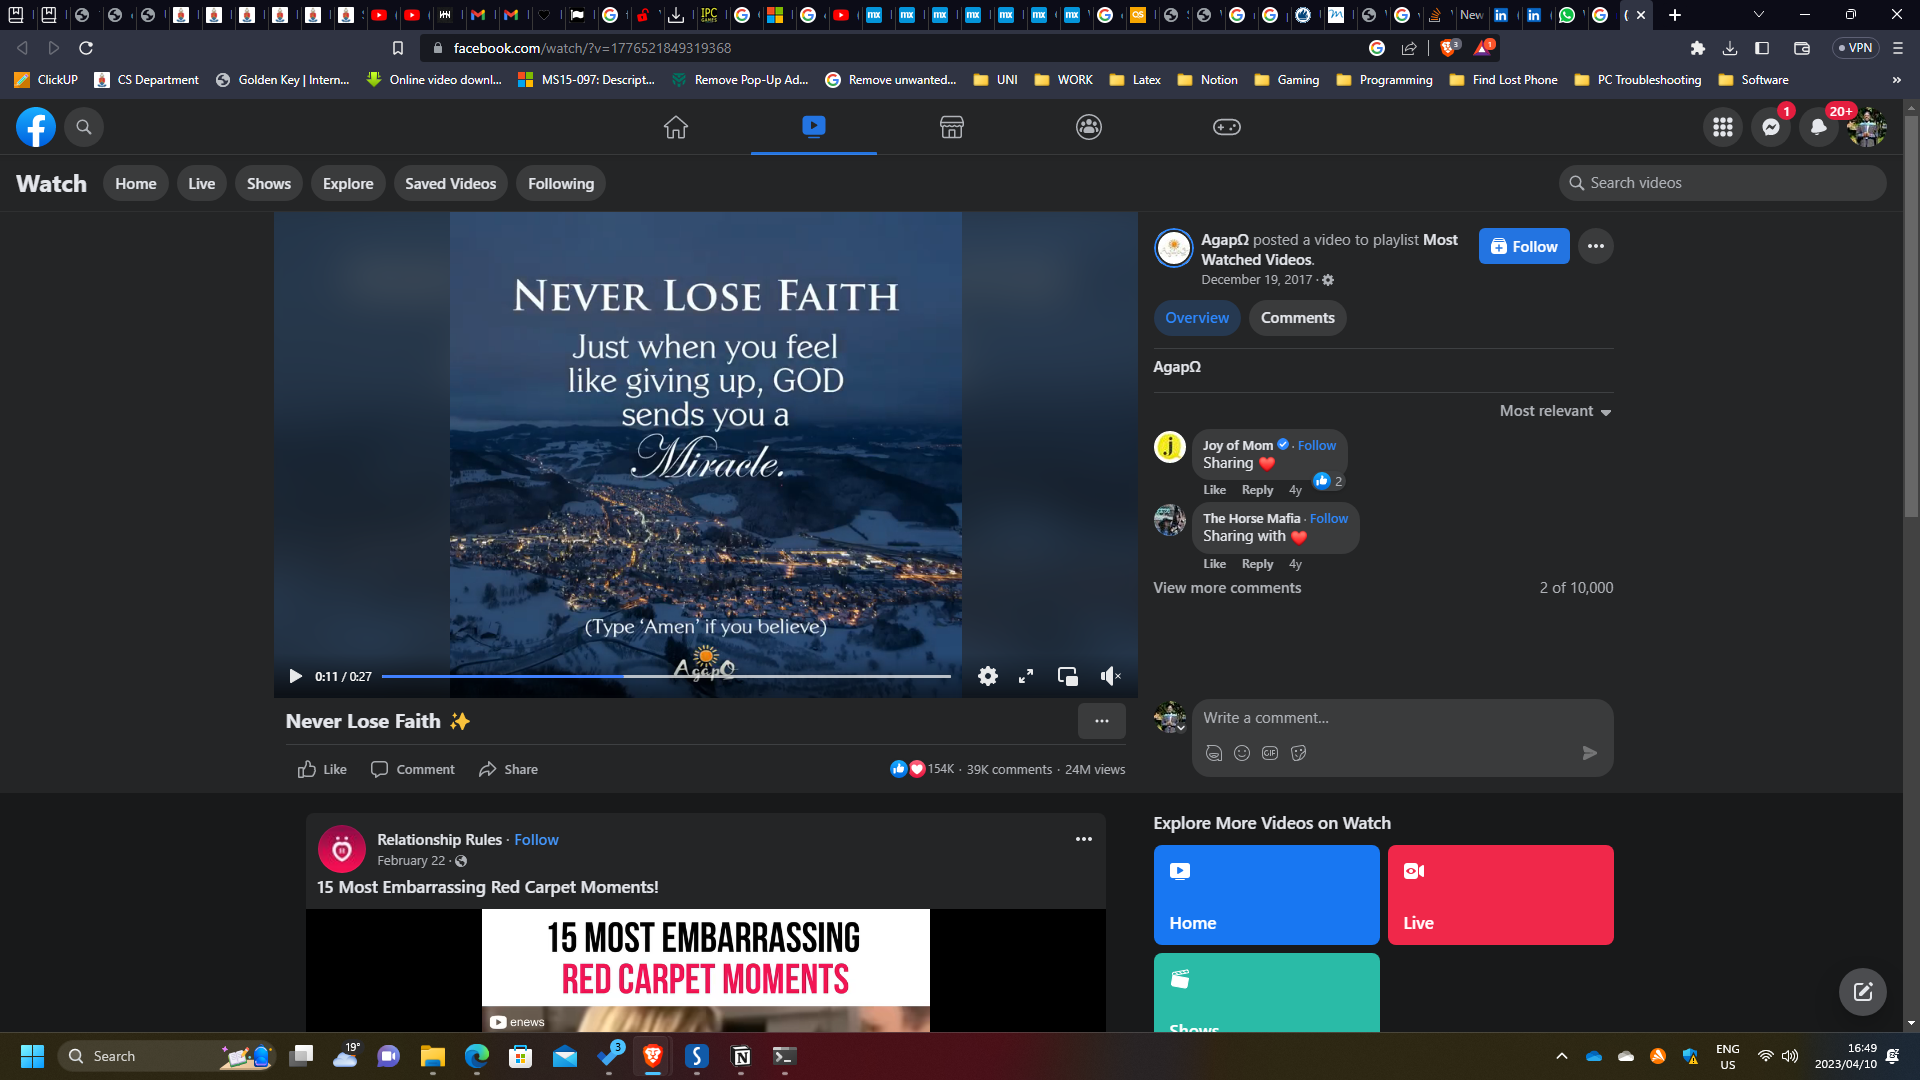 New
facebook.com/watch/?v=1776521849319368
3
1
VPN
ClickUP
CS Department
Golden Key | Intern...
Online video downl...
MS15-097: Descript...
Remove Pop-Up Ad...
Remove unwanted...
UNI
WORK
Latex
Notion
Gaming
Programming
Find Lost Phone
PC Troubleshooting
Software
»
1
20+
Watch
Home
Live
Shows
Explore
Saved Videos
Following
Search videos
NEVER LOSE FAITH
Just when you feel
like giving up, GOD
sends you a
Miracle.
(Type 'Amen' if you believe)
AgapΩ
0:11 / 0:27
AgapΩ posted a video to playlist Most
Watched Videos.
December 19, 2017 ·
Follow
Overview
Comments
AgapΩ
Most relevant
Joy of Mom · Follow
Sharing ❤️
Like Reply 4y
2
The Horse Mafia · Follow
Sharing with ❤️
Like Reply 4y
View more comments
2 of 10,000
Write a comment...
GIF
Never Lose Faith ✨
Like
Comment
Share
154K · 39K comments · 24M views
Relationship Rules · Follow
February 22 ·
15 Most Embarrassing Red Carpet Moments!
15 MOST EMBARRASSING
RED CARPET MOMENTS
enews
Explore More Videos on Watch
Home
Live
Shows
Search
19°
3
ENG
US
16:49
2023/04/10